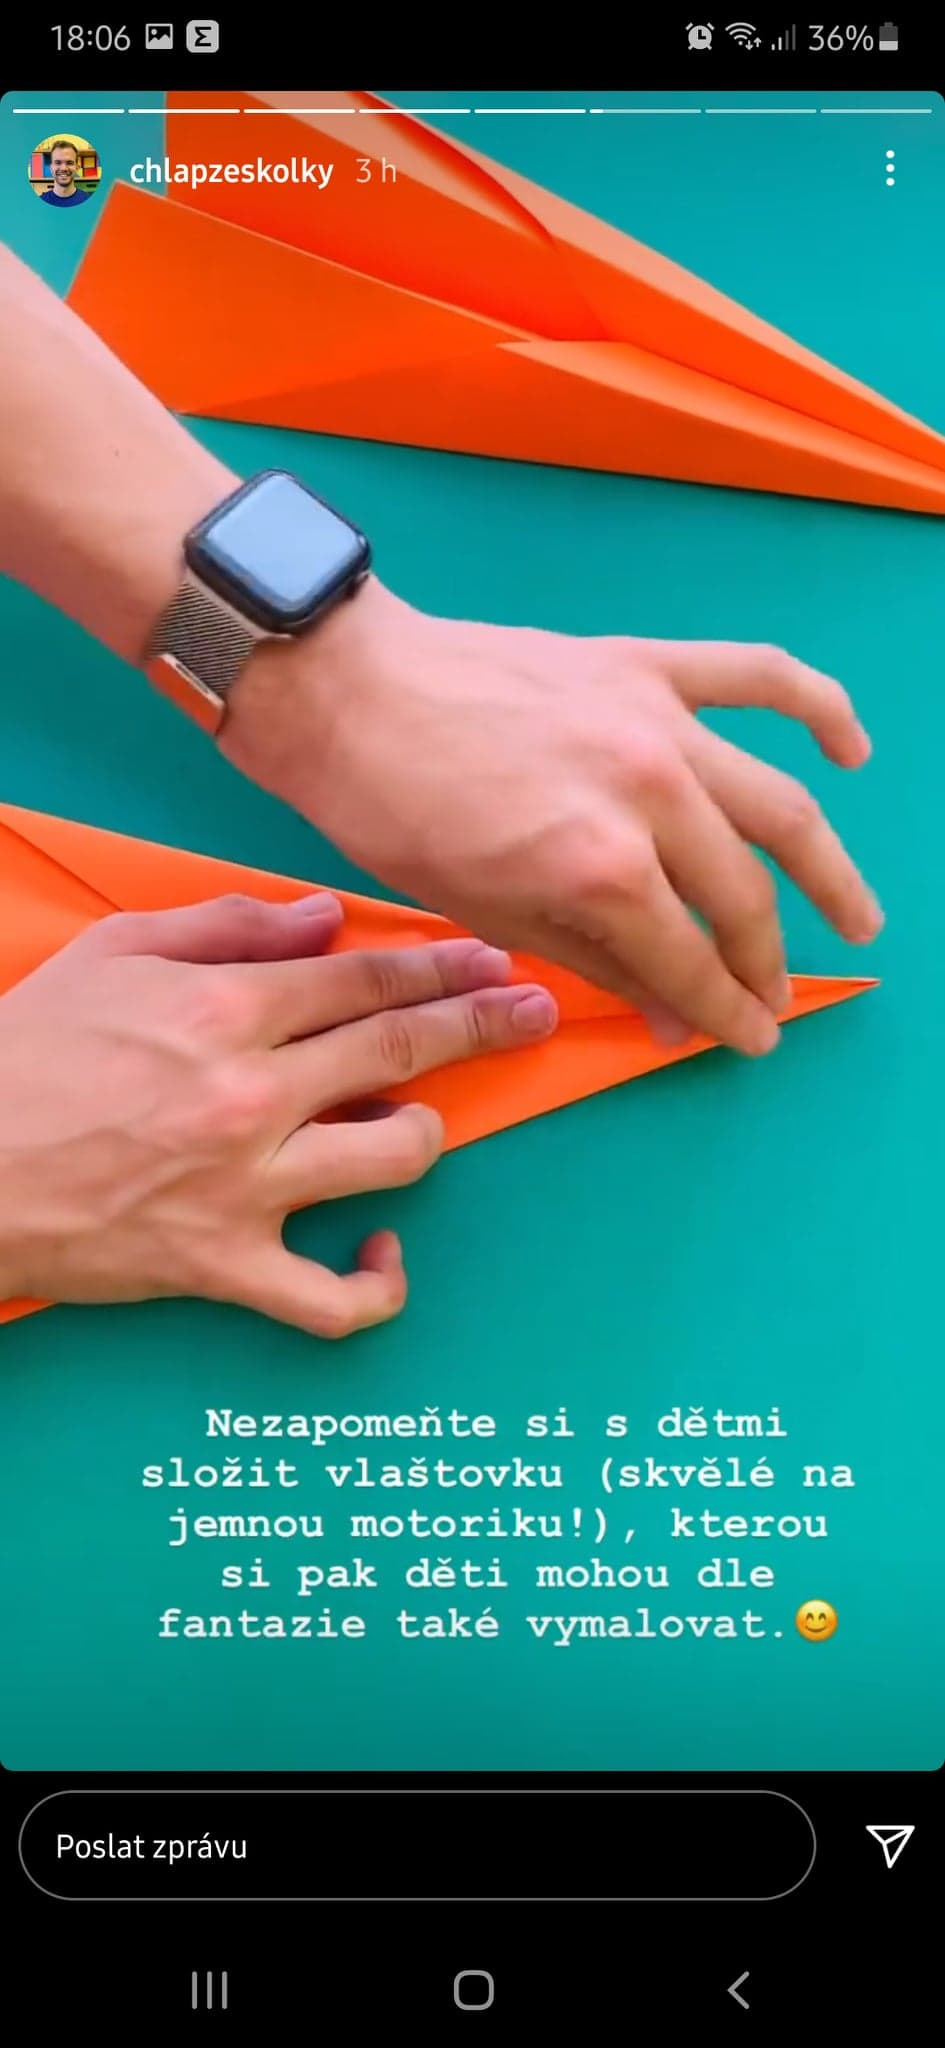 18:06 36%
chlapzeskolky 3 h
Nezapomeňte si s dětmi
složit vlaštovku (skvělé na
jemnou motoriku!), kterou
si pak děti mohou dle
fantazie také vymalovat.😊
Poslat zprávu